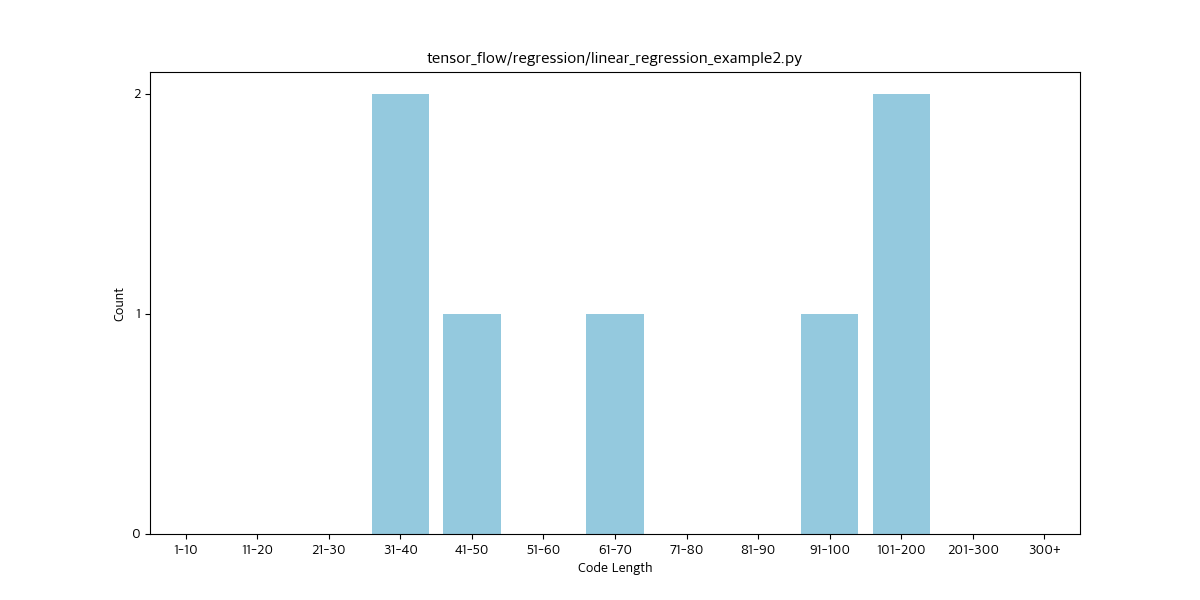 tensor_flow/regression/linear_regression_example2.py
2
1
0
Count
1-10 11-20 21-30 31-40 41-50 51-60 61-70 71-80 81-90 91-100 101-200 201-300 300+
Code Length